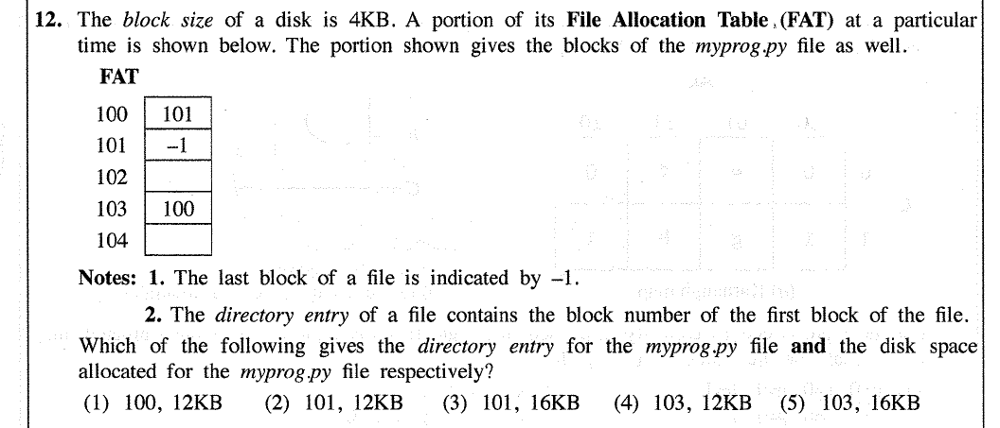 12. The block size of a disk is 4KB. A portion of its File Allocation Table (FAT) at a particular
time is shown below. The portion shown gives the blocks of the myprog.py file as well.
FAT
100 101
101 –1
102
103 100
104
Notes: 1. The last block of a file is indicated by –1.
2. The directory entry of a file contains the block number of the first block of the file.
Which of the following gives the directory entry for the myprog.py file and the disk space
allocated for the myprog.py file respectively?
(1) 100, 12KB (2) 101, 12KB (3) 101, 16KB (4) 103, 12KB (5) 103, 16KB